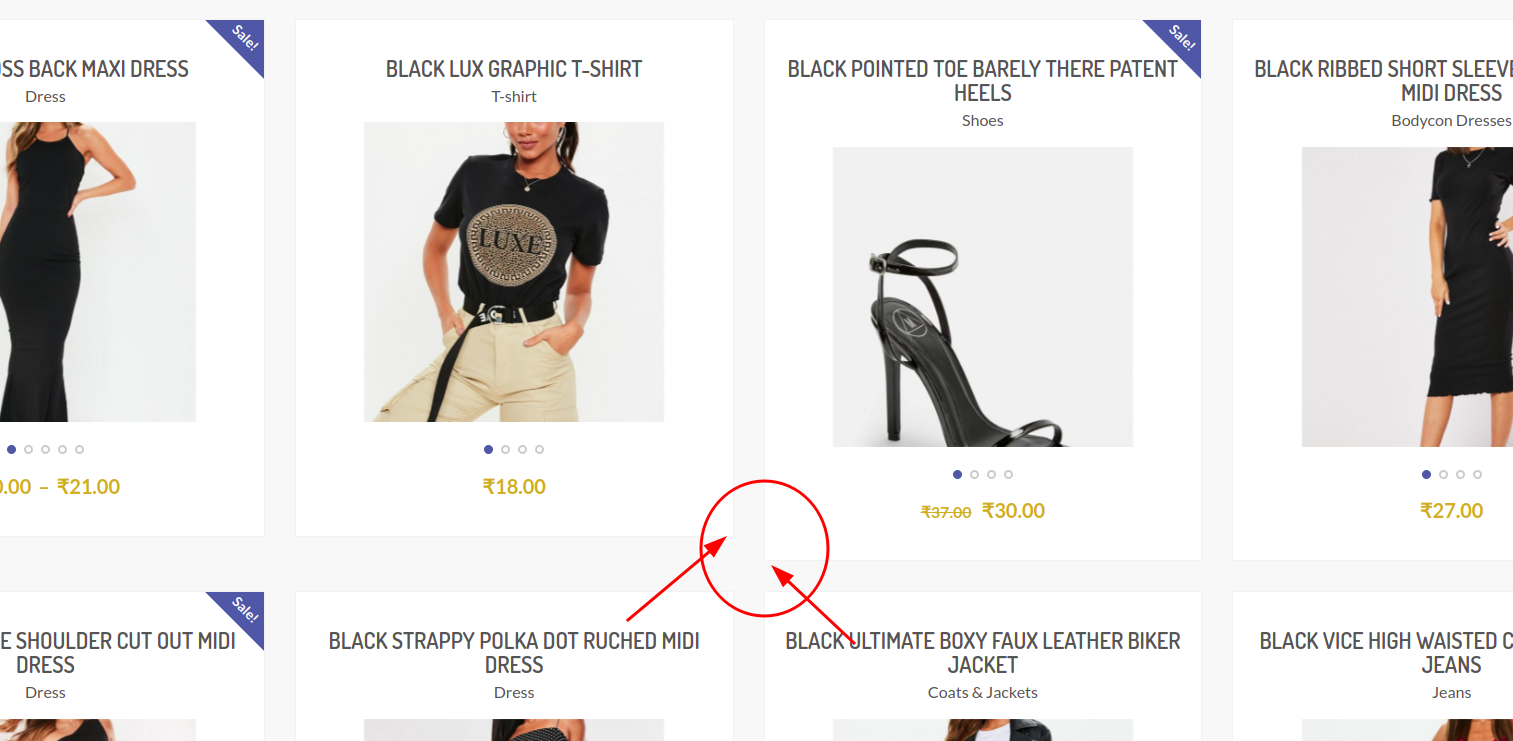 Sale!
OSS BACK MAXI DRESS
Dress
0.00 – ₹21.00
BLACK LUX GRAPHIC T-SHIRT
T-shirt
LUXE
₹18.00
Sale!
BLACK POINTED TOE BARELY THERE PATENT
HEELS
Shoes
₹37.00 ₹30.00
BLACK RIBBED SHORT SLEEVE
MIDI DRESS
Bodycon Dresses
₹27.00
Sale!
E SHOULDER CUT OUT MIDI
DRESS
Dress
BLACK STRAPPY POLKA DOT RUCHED MIDI
DRESS
Dress
BLACK ULTIMATE BOXY FAUX LEATHER BIKER
JACKET
Coats & Jackets
BLACK VICE HIGH WAISTED C
JEANS
Jeans